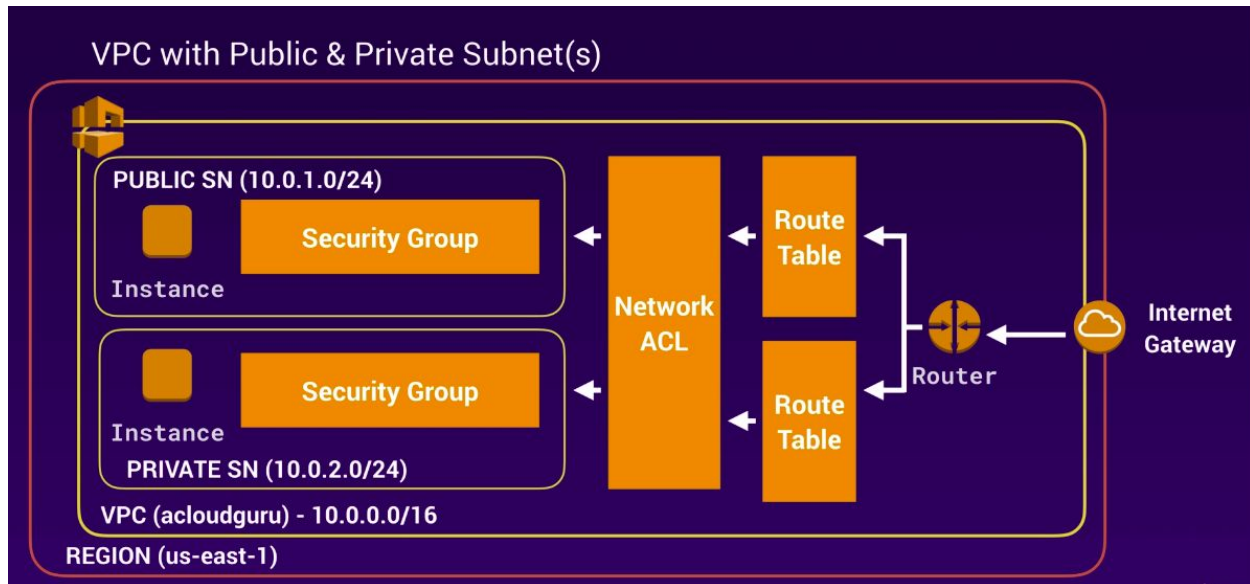 VPC with Public & Private Subnet(s)
PUBLIC SN (10.0.1.0/24)
Instance
Security Group
Instance
Security Group
PRIVATE SN (10.0.2.0/24)
Network
ACL
Route
Table
Route
Table
Router
Internet
Gateway
VPC (acloudguru) - 10.0.0.0/16
REGION (us-east-1)